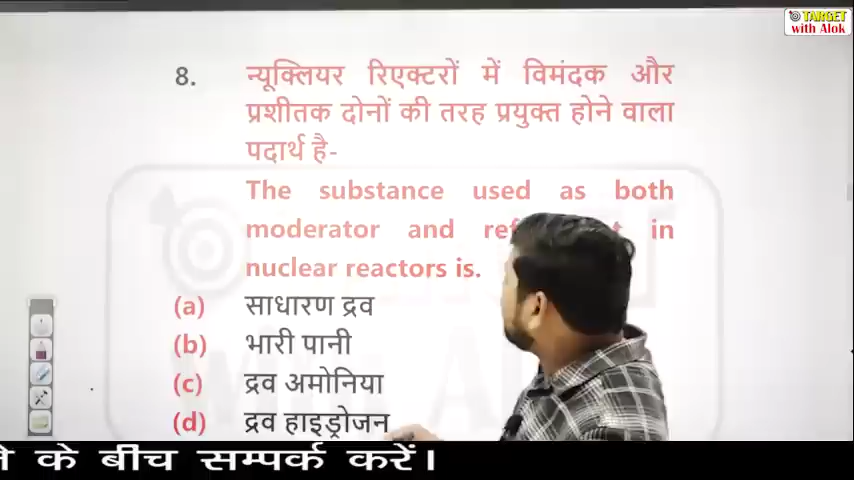 TARGET
with Alok
8. न्यूक्लियर रिएक्टरों में विमंदक और
प्रशीतक दोनों की तरह प्रयुक्त होने वाला
पदार्थ है-
The substance used as both
moderator and in
nuclear reactors is.
(a) साधारण द्रव
(b) भारी पानी
(c) द्रव अमोनिया
(d) द्रव हाइड्रोजन
के बीच सम्पर्क करें।